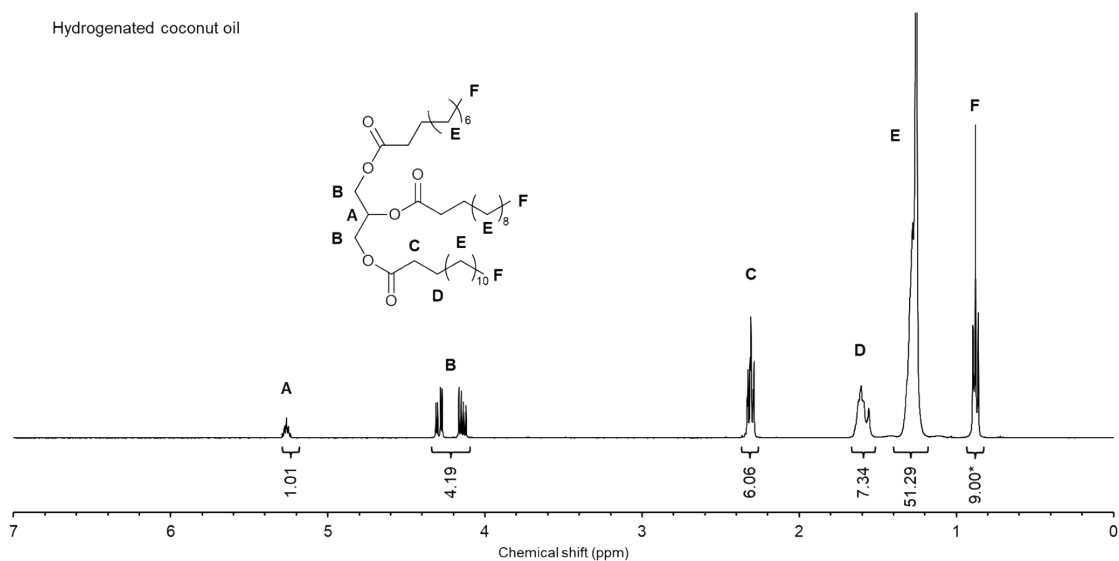 Hydrogenated coconut oil
F
6
E
O
O
B
O
A
O
F
8
E
B
C
E
O
F
10
O
D
A
B
C
D
E
F
1.01
4.19
6.06
7.34
51.29
9.00*
7 6 5 4 3 2 1 0
Chemical shift (ppm)